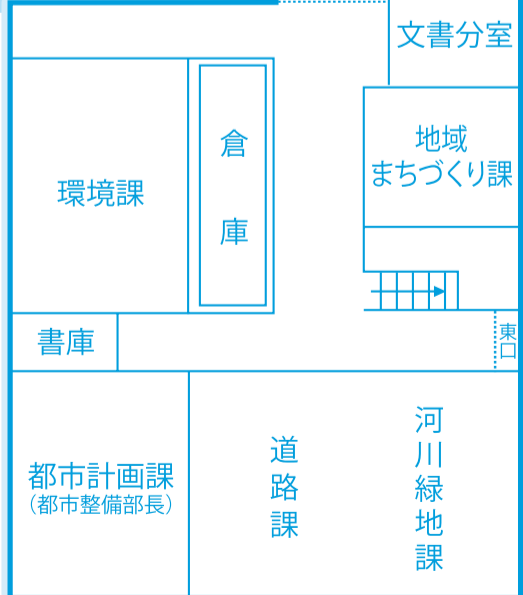 文書分室
地域
まちづくり課
倉庫
環境課
東口
書庫
都市計画課
(都市整備部長)
道路課
河川緑地課